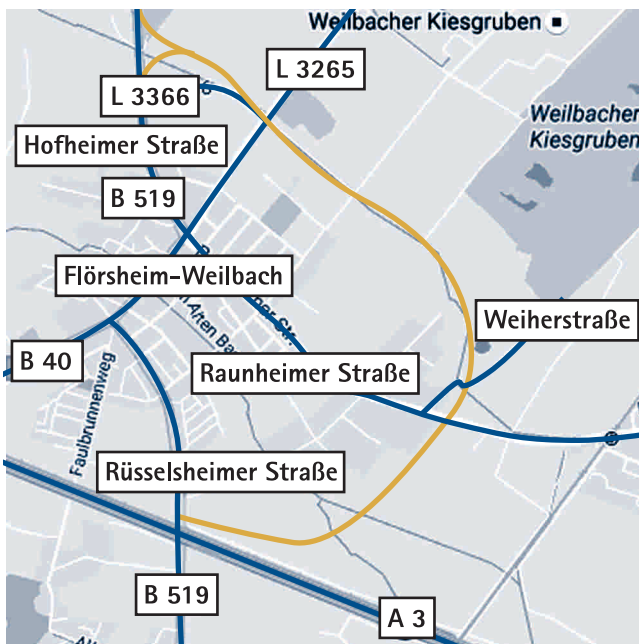 Weilbacher Kiesgruben
L 3265
L 3366
Weilbacher
Kiesgruben
Hofheimer Straße
B 519
Flörsheim-Weilbach
Weiherstraße
B 40
Raunheimer Straße
Faulbrunnenweg
Rüsselsheimer Straße
B 519
A 3